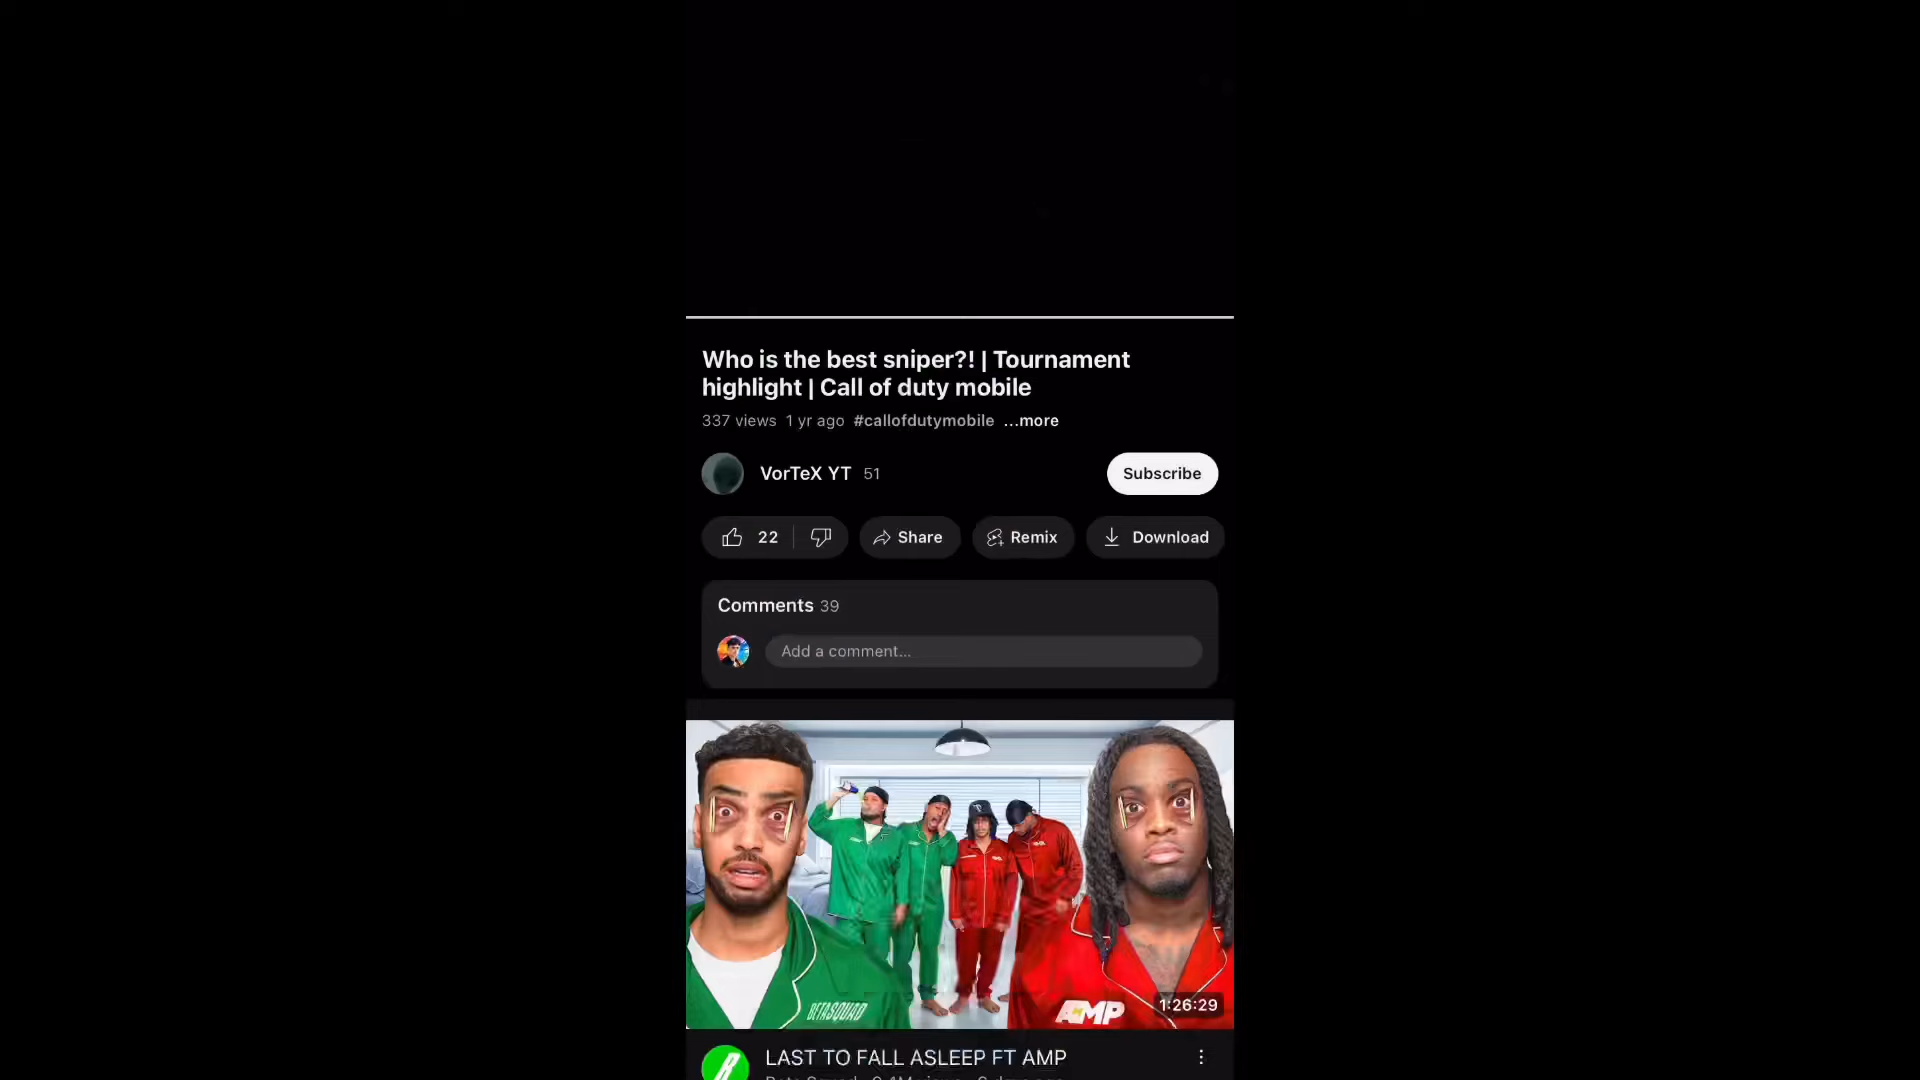 Who is the best sniper?! | Tournament
highlight | Call of duty mobile
337 views 1 yr ago #callofdutymobile ...more
VorTeX YT 51
Subscribe
22
Share
Remix
Download
Comments 39
Add a comment...
BETASQUAD
AMP
1:26:29
LAST TO FALL ASLEEP FT AMP